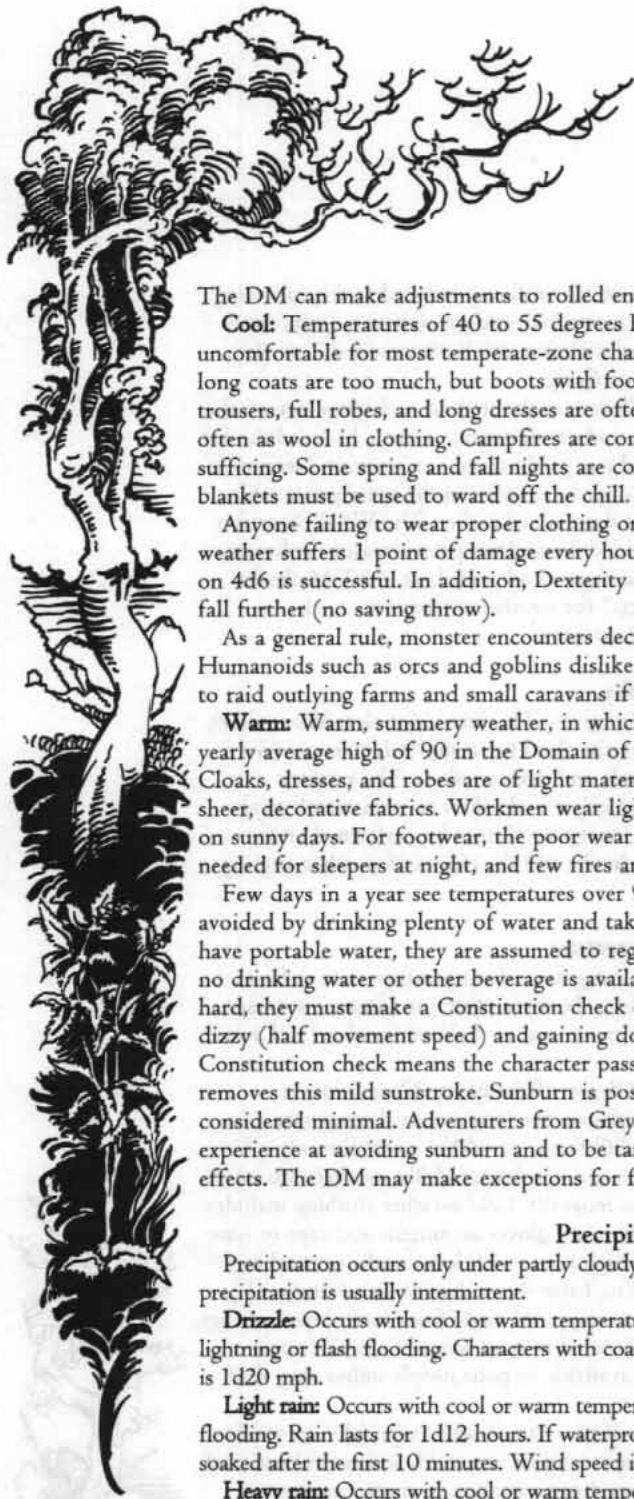 The DM can make adjustments to rolled en
Cool: Temperatures of 40 to 55 degrees
uncomfortable for most temperate-zone cha
long coats are too much, but boots with foo
trousers, full robes, and long dresses are ofte
often as wool in clothing. Campfires are con
sufficing. Some spring and fall nights are co
blankets must be used to ward off the chill.
Anyone failing to wear proper clothing or
weather suffers 1 point of damage every hou
on 4d6 is successful. In addition, Dexterity
fall further (no saving throw).
As a general rule, monster encounters dec
Humanoids such as orcs and goblins dislike
to raid outlying farms and small caravans if
Warm: Warm, summery weather, in whic
yearly average high of 90 in the Domain of
Cloaks, dresses, and robes are of light mater
sheer, decorative fabrics. Workmen wear lig
on sunny days. For footwear, the poor wear
needed for sleepers at night, and few fires a
Few days in a year see temperatures over 9
avoided by drinking plenty of water and tak
have portable water, they are assumed to reg
no drinking water or other beverage is availa
hard, they must make a Constitution check
dizzy (half movement speed) and gaining do
Constitution check means the character pass
removes this mild sunstroke. Sunburn is pos
considered minimal. Adventurers from Grey
experience at avoiding sunburn and to be tan
effects. The DM may make exceptions for f
Precipi
Precipitation occurs only under partly cloudy
precipitation is usually intermittent.
Drizzle: Occurs with cool or warm temperatu
lightning or flash flooding. Characters with coa
is 1d20 mph.
Light rain: Occurs with cool or warm temper
flooding. Rain lasts for 1d12 hours. If waterpro
soaked after the first 10 minutes. Wind speed i
Heavy rain: Occurs with cool or warm tempe